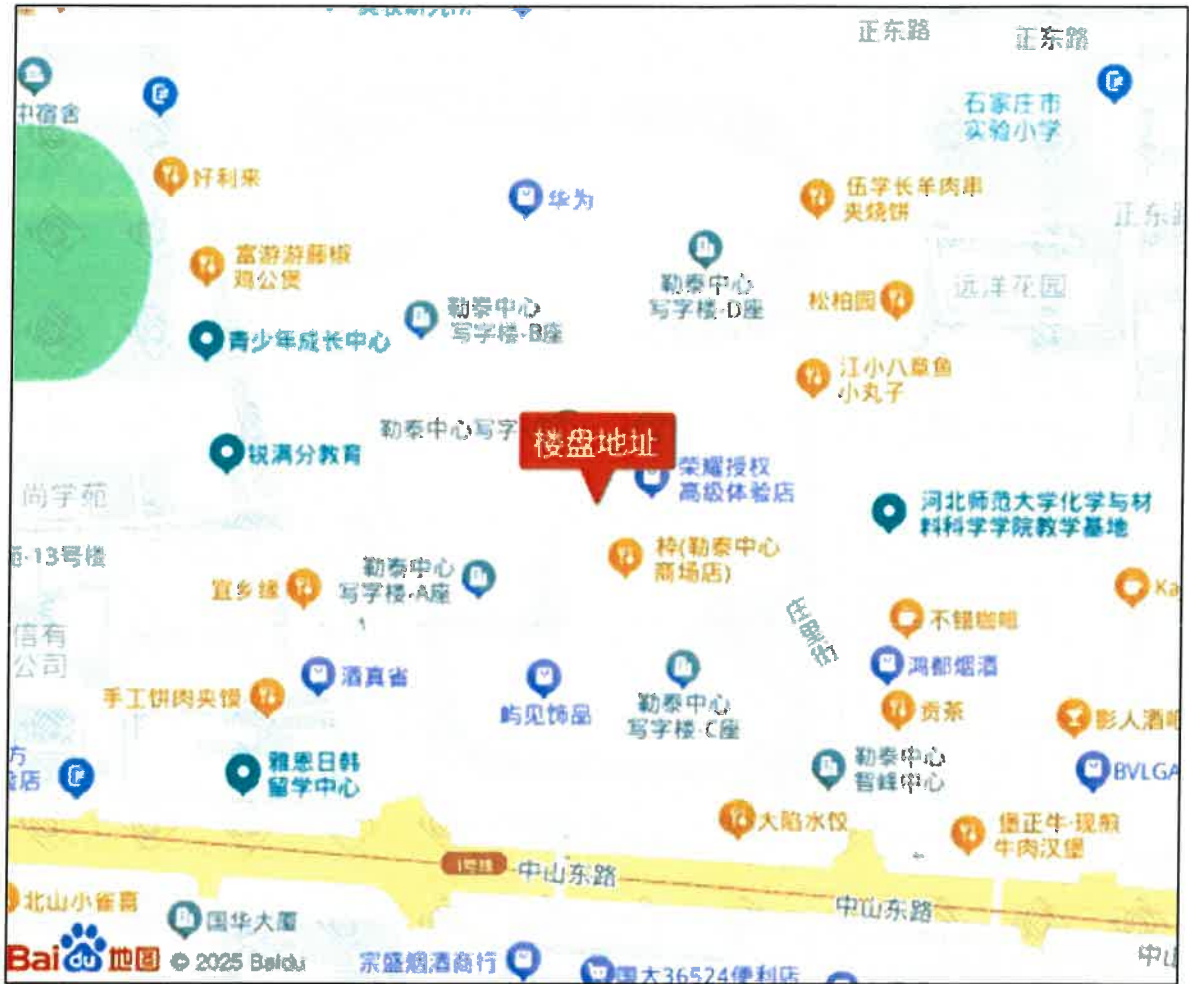 正东路
正东路
中宿舍
石家庄市
实验小学
好利来
华为
伍学长羊肉串
夹烧饼
富游游藤椒
鸡公煲
勒泰中心
写字楼-D座
远洋花园
松柏园
勒泰中心
写字楼-B座
青少年成长中心
江小八章鱼
小丸子
勒泰中心写字
楼盘地址
锐满分教育
荣耀授权
高级体验店
尚学苑
河北师范大学化学与材
料科学学院教学基地
苑-13号楼
勒泰中心
写字楼-A座
粹(勒泰中心
商场店)
宜乡缘
Ka
不错咖啡
庄里街
信有
公司
酒真省
鸿都烟酒
手工饼肉夹馍
屿见饰品
勒泰中心
写字楼-C座
贡茶
影人酒吧
雅恩日韩
留学中心
勒泰中心
智峰中心
BVLGA
大陷水饺
堡正牛·现煎
牛肉汉堡
1号线
中山东路
中山东路
北山小雀喜
国华大厦
Bai du 地图
© 2025 Baidu
宗盛烟酒商行
国大36524便利店
中山